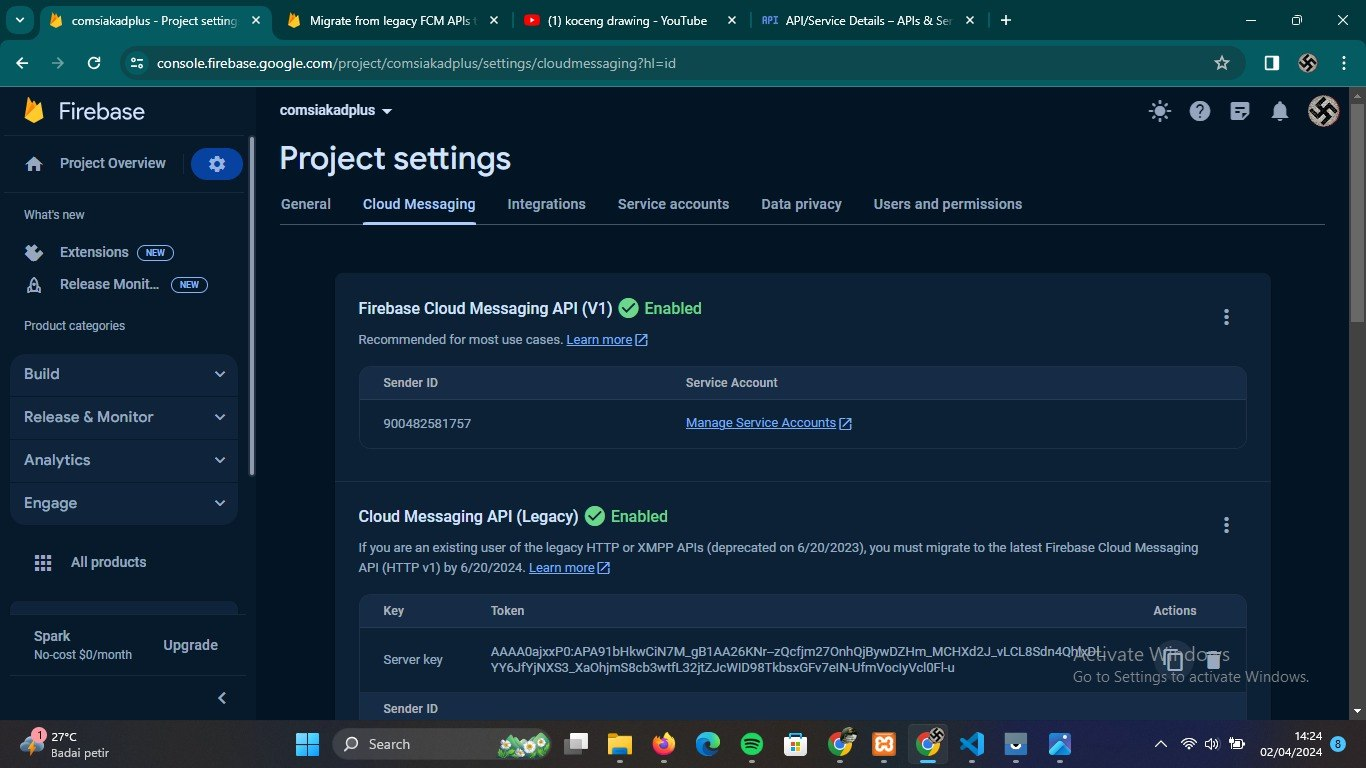 comsiakadplus - Project setting
Migrate from legacy FCM APIs t
(1) koceng drawing - YouTube
API API/Service Details – APIs & Ser
console.firebase.google.com/project/comsiakadplus/settings/cloudmessaging?hl=id
Firebase
comsiakadplus
Project Overview
Project settings
General
Cloud Messaging
Integrations
Service accounts
Data privacy
Users and permissions
What's new
Extensions NEW
Release Monit... NEW
Product categories
Build
Release & Monitor
Analytics
Engage
All products
Spark
No-cost $0/month
Upgrade
Firebase Cloud Messaging API (V1) Enabled
Recommended for most use cases. Learn more
Sender ID
Service Account
900482581757
Manage Service Accounts
Cloud Messaging API (Legacy) Enabled
If you are an existing user of the legacy HTTP or XMPP APIs (deprecated on 6/20/2023), you must migrate to the latest Firebase Cloud Messaging
API (HTTP v1) by 6/20/2024. Learn more
Key
Token
Actions
Server key
Sender ID
Activate Windows
Go to Settings to activate Windows.
1
27°C
Badai petir
Search
14:24
02/04/2024
8